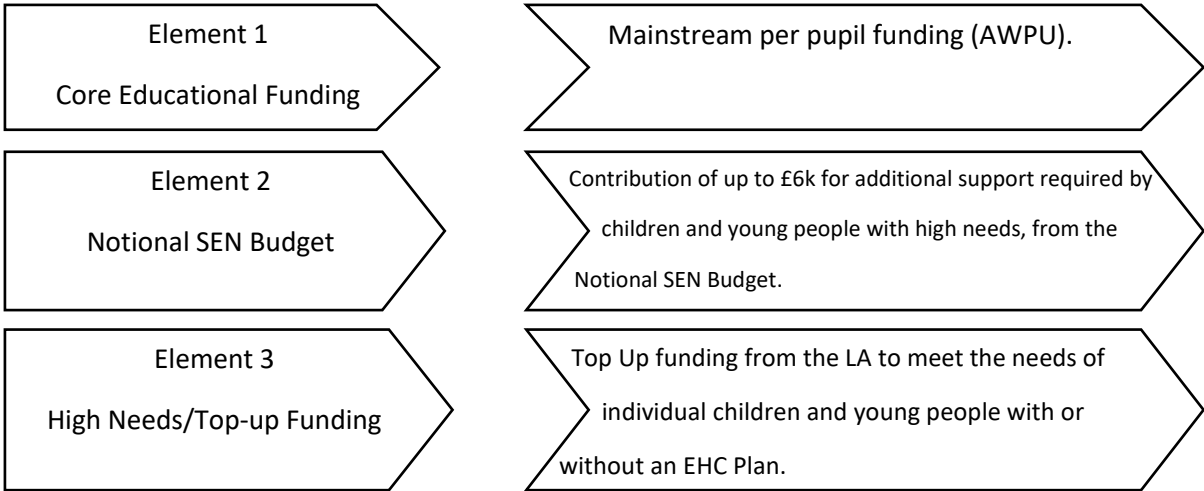 Element 1
Core Educational Funding
Mainstream per pupil funding (AWPU).
Element 2
Notional SEN Budget
Contribution of up to £6k for additional support required by
children and young people with high needs, from the
Notional SEN Budget.
Element 3
High Needs/Top-up Funding
Top Up funding from the LA to meet the needs of
individual children and young people with or
without an EHC Plan.